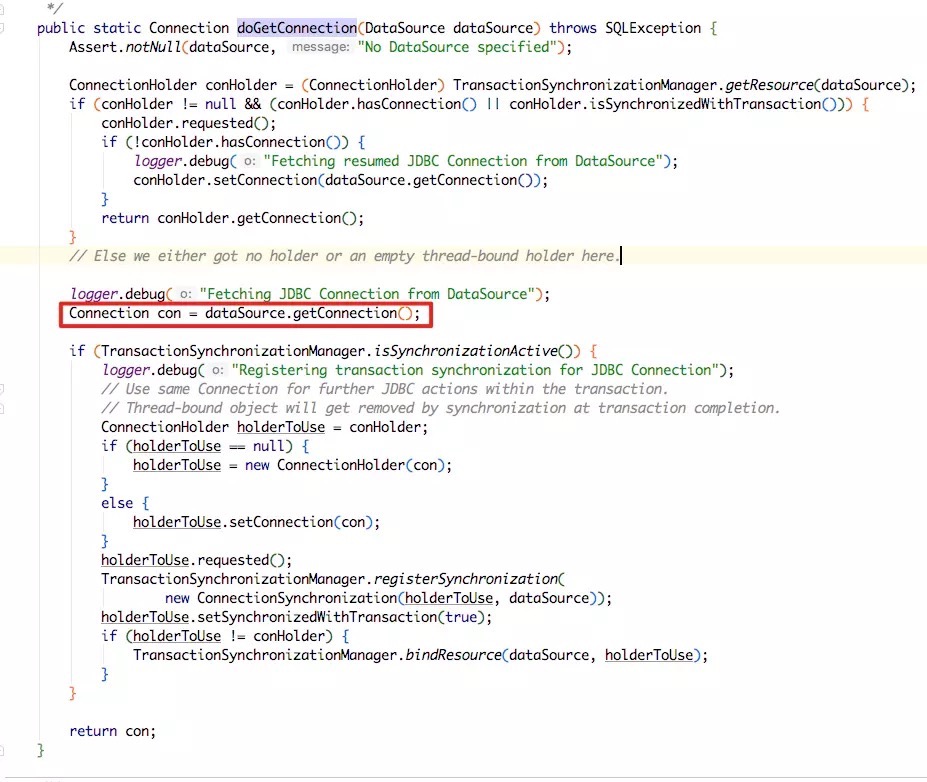 */
public static Connection doGetConnection(DataSource dataSource) throws SQLException {
Assert.notNull(dataSource, message: "No DataSource specified");
ConnectionHolder conHolder = (ConnectionHolder) TransactionSynchronizationManager.getResource(dataSource);
if (conHolder != null && (conHolder.hasConnection() || conHolder.isSynchronizedWithTransaction())) {
conHolder.requested();
if (!conHolder.hasConnection()) {
logger.debug( o: "Fetching resumed JDBC Connection from DataSource");
conHolder.setConnection(dataSource.getConnection());
}
return conHolder.getConnection();
}
// Else we either got no holder or an empty thread-bound holder here.
logger.debug( o: "Fetching JDBC Connection from DataSource");
Connection con = dataSource.getConnection();
if (TransactionSynchronizationManager.isSynchronizationActive()) {
logger.debug( o: "Registering transaction synchronization for JDBC Connection");
// Use same Connection for further JDBC actions within the transaction.
// Thread-bound object will get removed by synchronization at transaction completion.
ConnectionHolder holderToUse = conHolder;
if (holderToUse == null) {
holderToUse = new ConnectionHolder(con);
}
else {
holderToUse.setConnection(con);
}
holderToUse.requested();
TransactionSynchronizationManager.registerSynchronization(
new ConnectionSynchronization(holderToUse, dataSource));
holderToUse.setSynchronizedWithTransaction(true);
if (holderToUse != conHolder) {
TransactionSynchronizationManager.bindResource(dataSource, holderToUse);
}
}
return con;
}